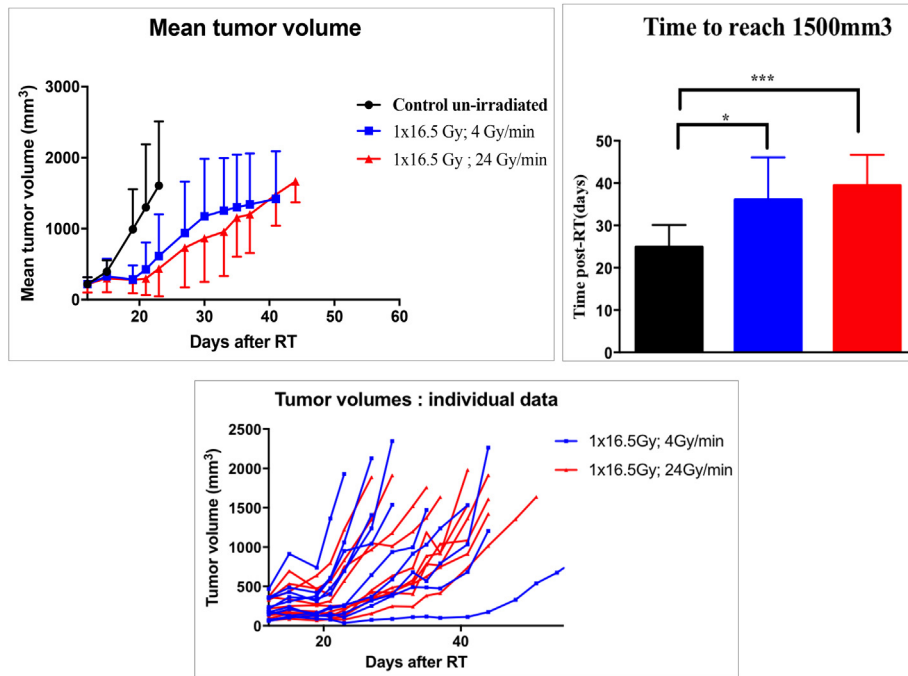 Mean tumor volume
Mean tumor volume (mm3)
3000
2000
1000
0
20
30
40
50
60
Days after RT
Control un-irradiated
1x16.5 Gy; 4 Gy/min
1x16.5 Gy ; 24 Gy/min
Time to reach 1500mm3
***
*
Time post-RT(days)
50
40
30
20
10
0
Tumor volumes : individual data
Tumor volume (mm3)
2500
2000
1500
1000
500
0
20
40
Days after RT
1x16.5Gy; 4Gy/min
1x16.5Gy; 24Gy/min